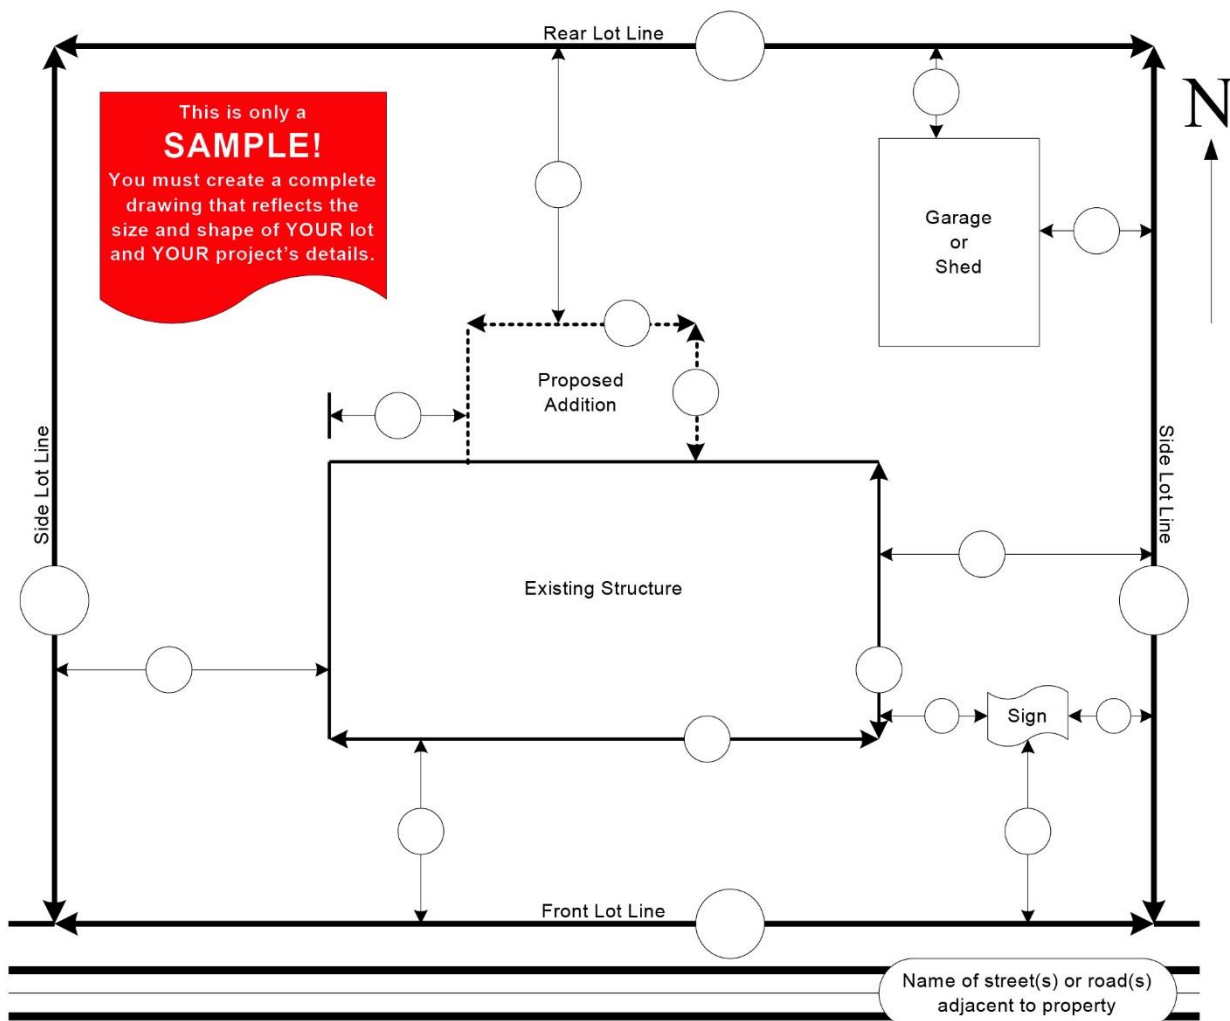 Rear Lot Line
This is only a
SAMPLE!
You must create a complete
drawing that reflects the
size and shape of YOUR lot
and YOUR project's details.
N
Garage
or
Shed
Proposed
Addition
Side Lot Line
Side Lot Line
Existing Structure
Sign
Front Lot Line
Name of street(s) or road(s)
adjacent to property